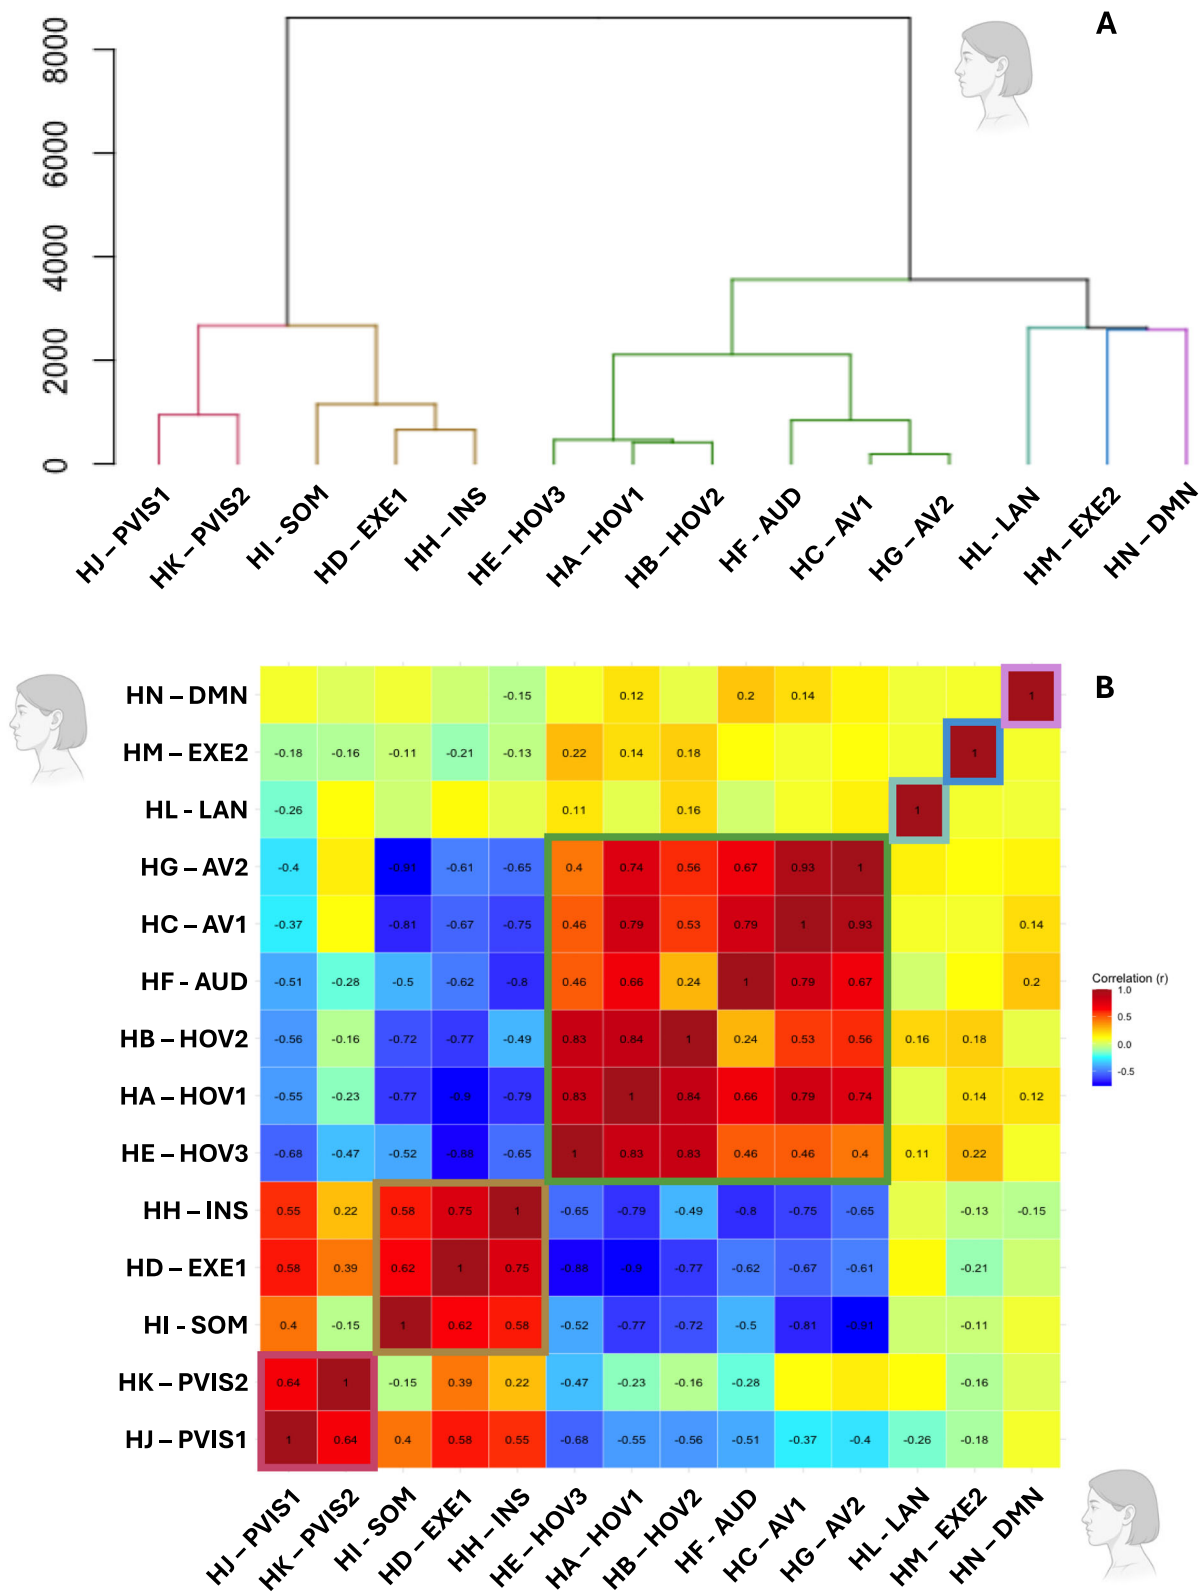 A
8000
6000
4000
2000
0
HJ – PVIS1
HK – PVIS2
HI - SOM
HD – EXE1
HH – INS
HE – HOV3
HA – HOV1
HB – HOV2
HF - AUD
HC – AV1
HG – AV2
HL - LAN
HM – EXE2
HN – DMN
B
HN – DMN -0.15 0.12 0.2 0.14 1
HM – EXE2 -0.18 -0.16 -0.11 -0.21 -0.13 0.22 0.14 0.18 1
HL - LAN -0.26 0.11 0.16 1
HG – AV2 -0.4 -0.91 -0.61 -0.65 0.4 0.74 0.56 0.67 0.93 1
HC – AV1 -0.37 -0.81 -0.67 -0.75 0.46 0.79 0.53 0.79 1 0.93 0.14
HF - AUD -0.51 -0.28 -0.5 -0.62 -0.8 0.46 0.66 0.24 1 0.79 0.67 0.2
HB – HOV2 -0.56 -0.16 -0.72 -0.77 -0.49 0.83 0.84 1 0.24 0.53 0.56 0.16 0.18
HA – HOV1 -0.55 -0.23 -0.77 -0.9 -0.79 0.83 1 0.84 0.66 0.79 0.74 0.14 0.12
HE – HOV3 -0.68 -0.47 -0.52 -0.88 -0.65 1 0.83 0.83 0.46 0.46 0.4 0.11 0.22
HH – INS 0.55 0.22 0.58 0.75 1 -0.65 -0.79 -0.49 -0.8 -0.75 -0.65 -0.13 -0.15
HD – EXE1 0.58 0.39 0.62 1 0.75 -0.88 -0.9 -0.77 -0.62 -0.67 -0.61 -0.21
HI - SOM 0.4 -0.15 1 0.62 0.58 -0.52 -0.77 -0.72 -0.5 -0.81 -0.91 -0.11
HK – PVIS2 0.64 1 -0.15 0.39 0.22 -0.47 -0.23 -0.16 -0.28 -0.16
HJ – PVIS1 1 0.64 0.4 0.58 0.55 -0.68 -0.55 -0.56 -0.51 -0.37 -0.4 -0.26 -0.18
HJ – PVIS1
HK – PVIS2
HI - SOM
HD – EXE1
HH – INS
HE – HOV3
HA – HOV1
HB – HOV2
HF - AUD
HC – AV1
HG – AV2
HL - LAN
HM – EXE2
HN – DMN
Correlation (r)
1.0
0.5
0.0
-0.5